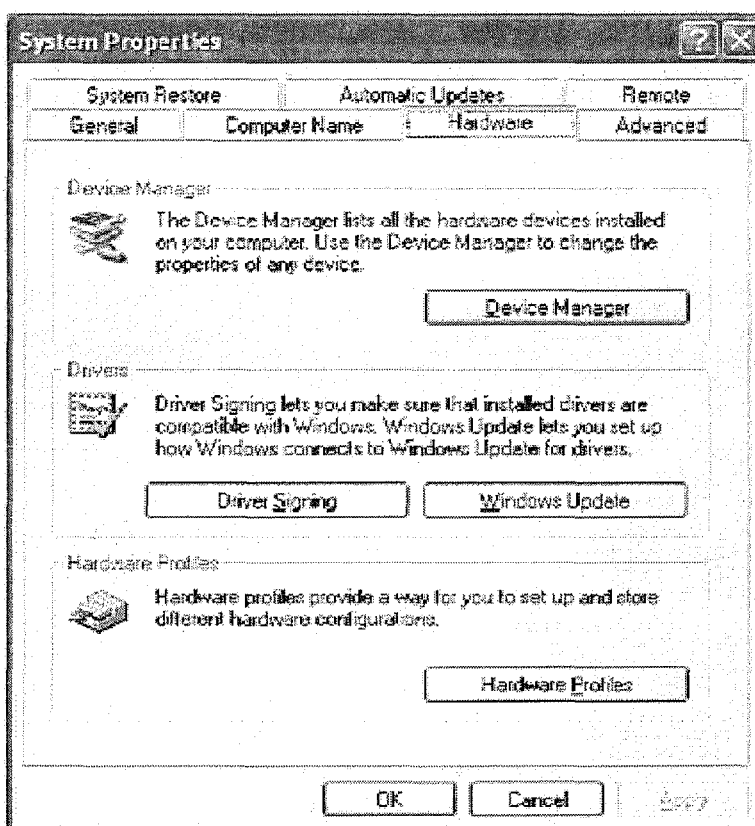 System Properties
System Restore Automatic Updates Remote
General Computer Name Hardware Advanced
Device Manager
The Device Manager lists all the hardware devices installed
on your computer. Use the Device Manager to change the
properties of any device.
Device Manager
Drivers
Driver Signing lets you make sure that installed drivers are
compatible with Windows. Windows Update lets you set up
how Windows connects to Windows Update for drivers.
Driver Signing Windows Update
Hardware Profiles
Hardware profiles provide a way for you to set up and store
different hardware configurations.
Hardware Profiles
OK Cancel Apply